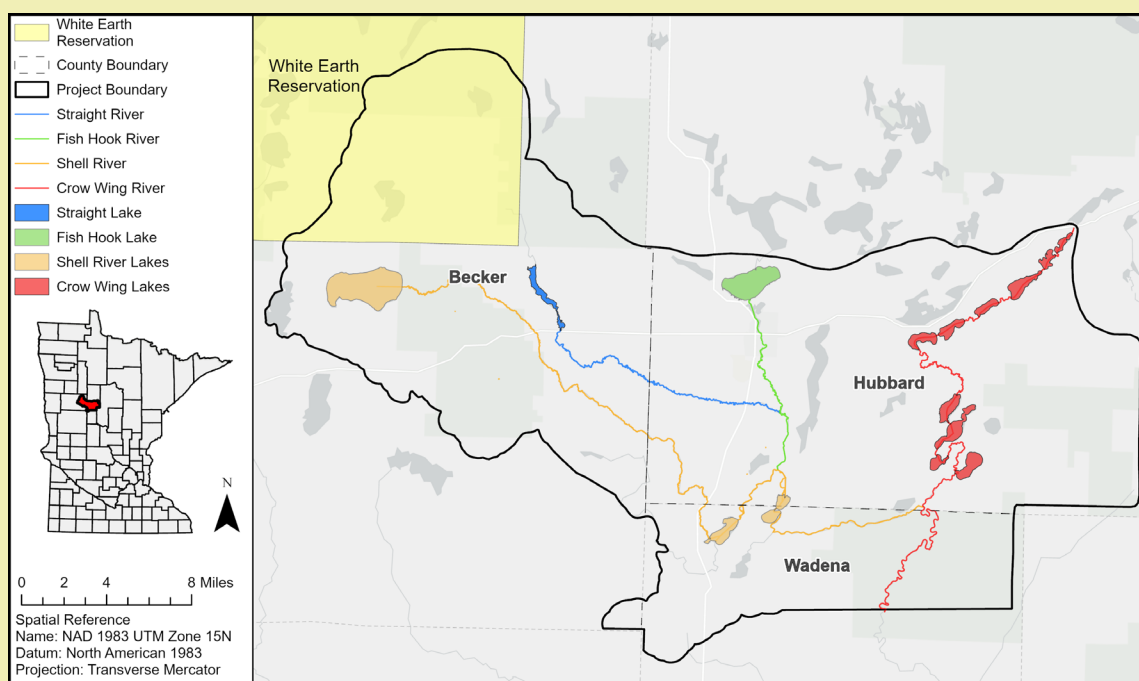 White Earth
Reservation
County Boundary
Project Boundary
Straight River
Fish Hook River
Shell River
Crow Wing River
Straight Lake
Fish Hook Lake
Shell River Lakes
Crow Wing Lakes
N
0 2 4 8 Miles
Spatial Reference
Name: NAD 1983 UTM Zone 15N
Datum: North American 1983
Projection: Transverse Mercator
White Earth
Reservation
Becker
Hubbard
Wadena